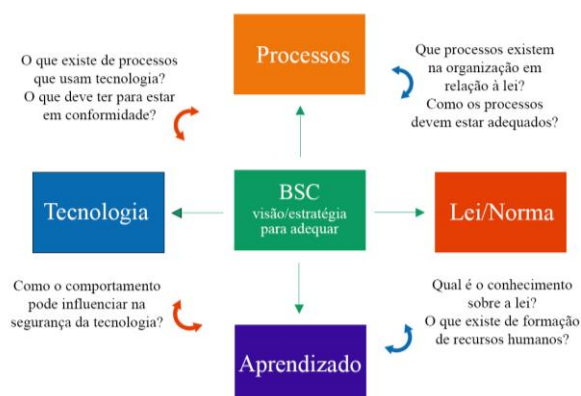 O que existe de processos
que usam tecnologia?
O que deve ter para estar
em conformidade?
Processos
Que processos existem
na organização em
relação à lei?
Como os processos
devem estar adequados?
Tecnologia
BSC
visão/estratégia
para adequar
Lei/Norma
Como o comportamento
pode influenciar na
segurança da tecnologia?
Aprendizado
Qual é o conhecimento
sobre a lei?
O que existe de formação
de recursos humanos?